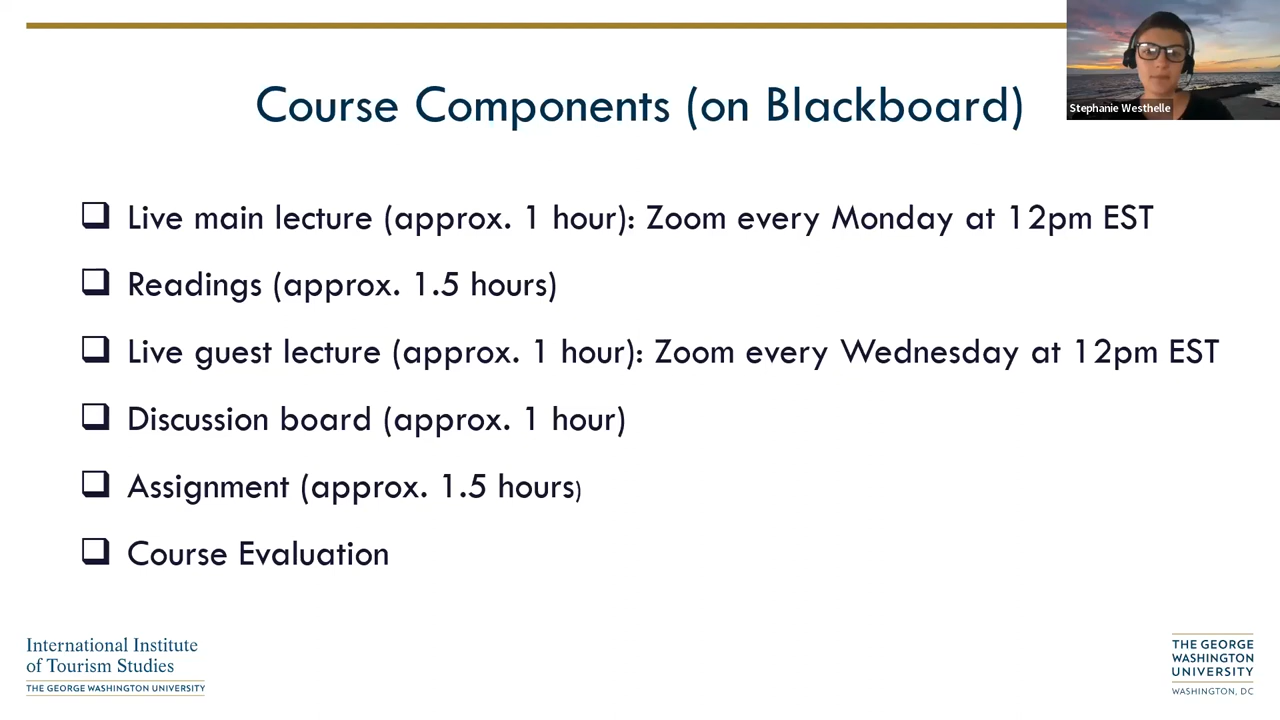 Course Components (on Blackboard)
Stephanie Westhelle
Live main lecture (approx. 1 hour): Zoom every Monday at 12pm EST
Readings (approx. 1.5 hours)
Live guest lecture (approx. 1 hour): Zoom every Wednesday at 12pm EST
Discussion board (approx. 1 hour)
Assignment (approx. 1.5 hours)
Course Evaluation
International Institute
of Tourism Studies
THE GEORGE WASHINGTON UNIVERSITY
THE GEORGE
WASHINGTON
UNIVERSITY
WASHINGTON, DC